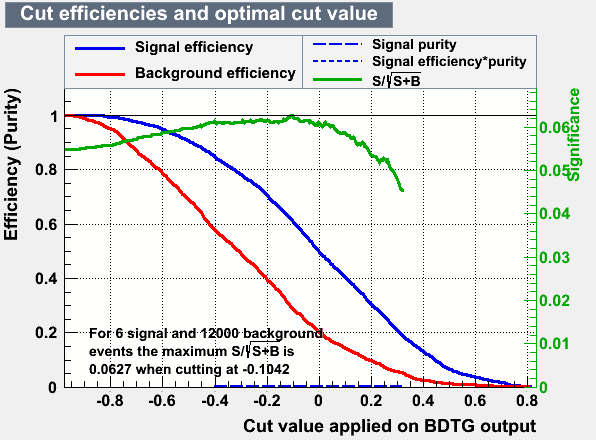 Cut efficiencies and optimal cut value
Signal efficiency
Background efficiency
Signal purity
Signal efficiency*purity
S/√S+B
Efficiency (Purity)
1
0.8
0.6
0.4
0.2
0
Significance
0.06
0.05
0.04
0.03
0.02
0.01
0
For 6 signal and 12000 background
events the maximum S/√S+B is
0.0627 when cutting at -0.1042
-0.8 -0.6 -0.4 -0.2 0 0.2 0.4 0.6 0.8
Cut value applied on BDTG output